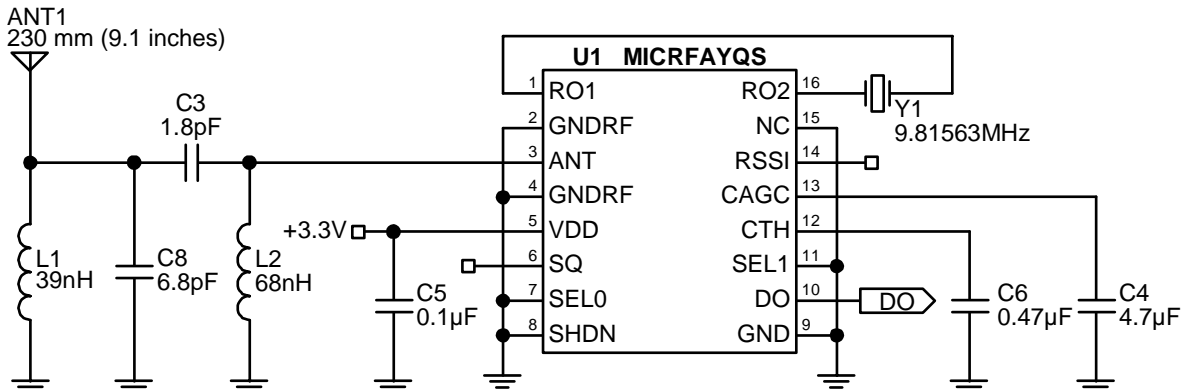 ANT1
230 mm (9.1 inches)
U1 MICRFAYQS
C3
1.8pF
1 RO1
2 GNDRF
3 ANT
4 GNDRF
5 VDD
6 SQ
7 SEL0
8 SHDN
RO2 16
NC 15
RSSI 14
CAGC 13
CTH 12
SEL1 11
DO 10
GND 9
Y1
9.81563MHz
+3.3V
L1
39nH
C8
6.8pF
L2
68nH
C5
0.1µF
DO
C6
0.47µF
C4
4.7µF